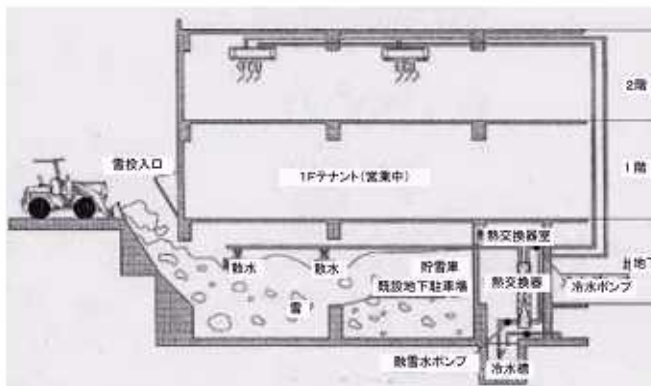 2階
雪投入口
1Fテナント(営業中)
1階
熱交換器室
散水
散水
貯雪庫
既設地下駐車場
熱交換器
地下
冷水ポンプ
雪
融雪水ポンプ
冷水槽